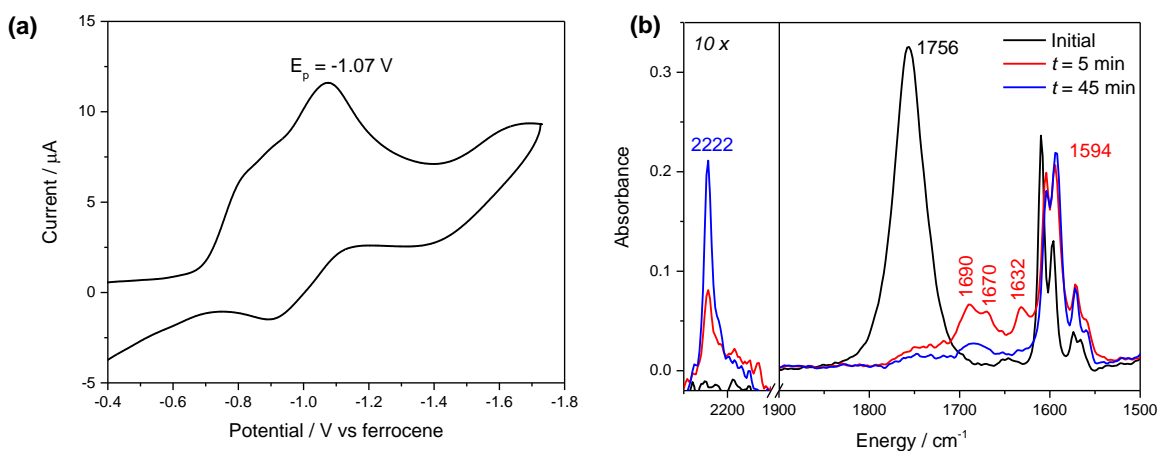 (a)
15
10
5
0
-5
Current / µA
Eₚ = -1.07 V
-0.4 -0.6 -0.8 -1.0 -1.2 -1.4 -1.6 -1.8
Potential / V vs ferrocene
(b)
10 x
1756
Initial
t = 5 min
t = 45 min
0.3
0.2
0.1
0.0
Absorbance
2222
1690
1670
1632
1594
2200 1900 1900 1800 1700 1600 1500
Energy / cm⁻¹